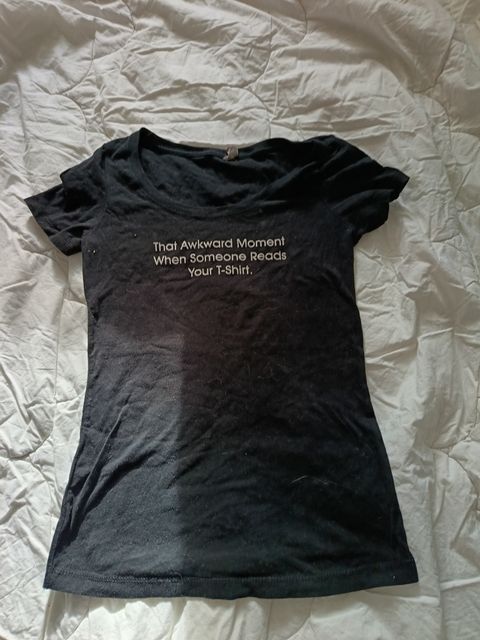 That Awkward Moment
When Someone Reads
Your T-Shirt.